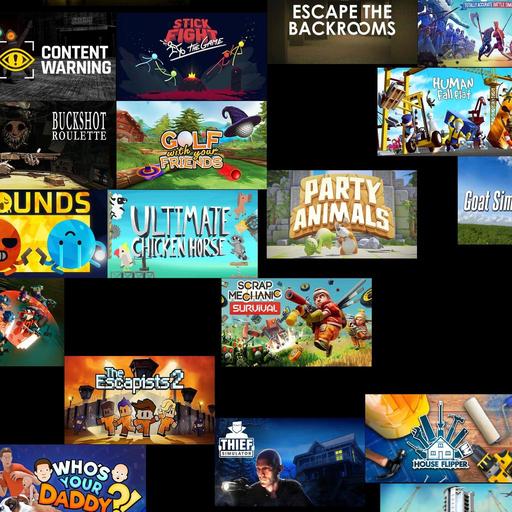 ESCAPE THE
BACKROOMS
TOTALLY ACCURATE BATTLE
CONTENT
WARNING
STICK
FIGHT
THE GAME
HUMAN
Fall Flat
BUCKSHOT
ROULETTE
GOLF
with your
FRIENDS
OUNDS
ULTIMATE
CHICKEN HORSE
PARTY
ANIMALS
Goat Sim
SCRAP
MECHANIC
SURVIVAL
The
Escapists 2
THIEF
SIMULATOR
HOUSE FLIPPER
WHO'S
YOUR
DADDY?!